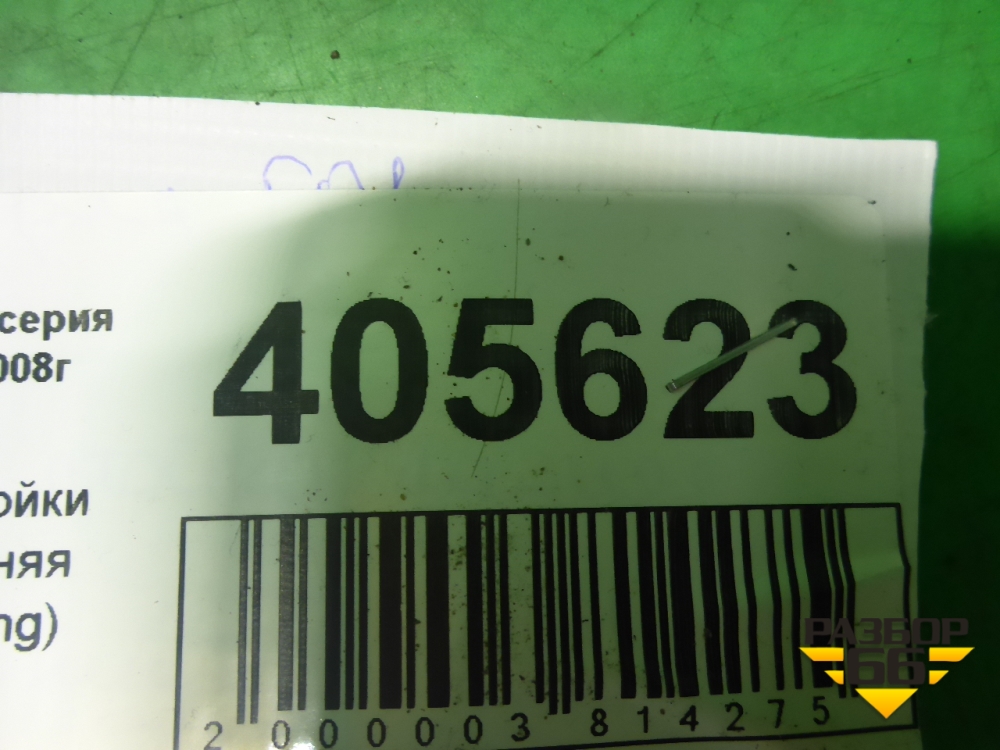 405623
серия
008г
ойки
няя
ng)
2 000003 814275
РАЗБОР
66